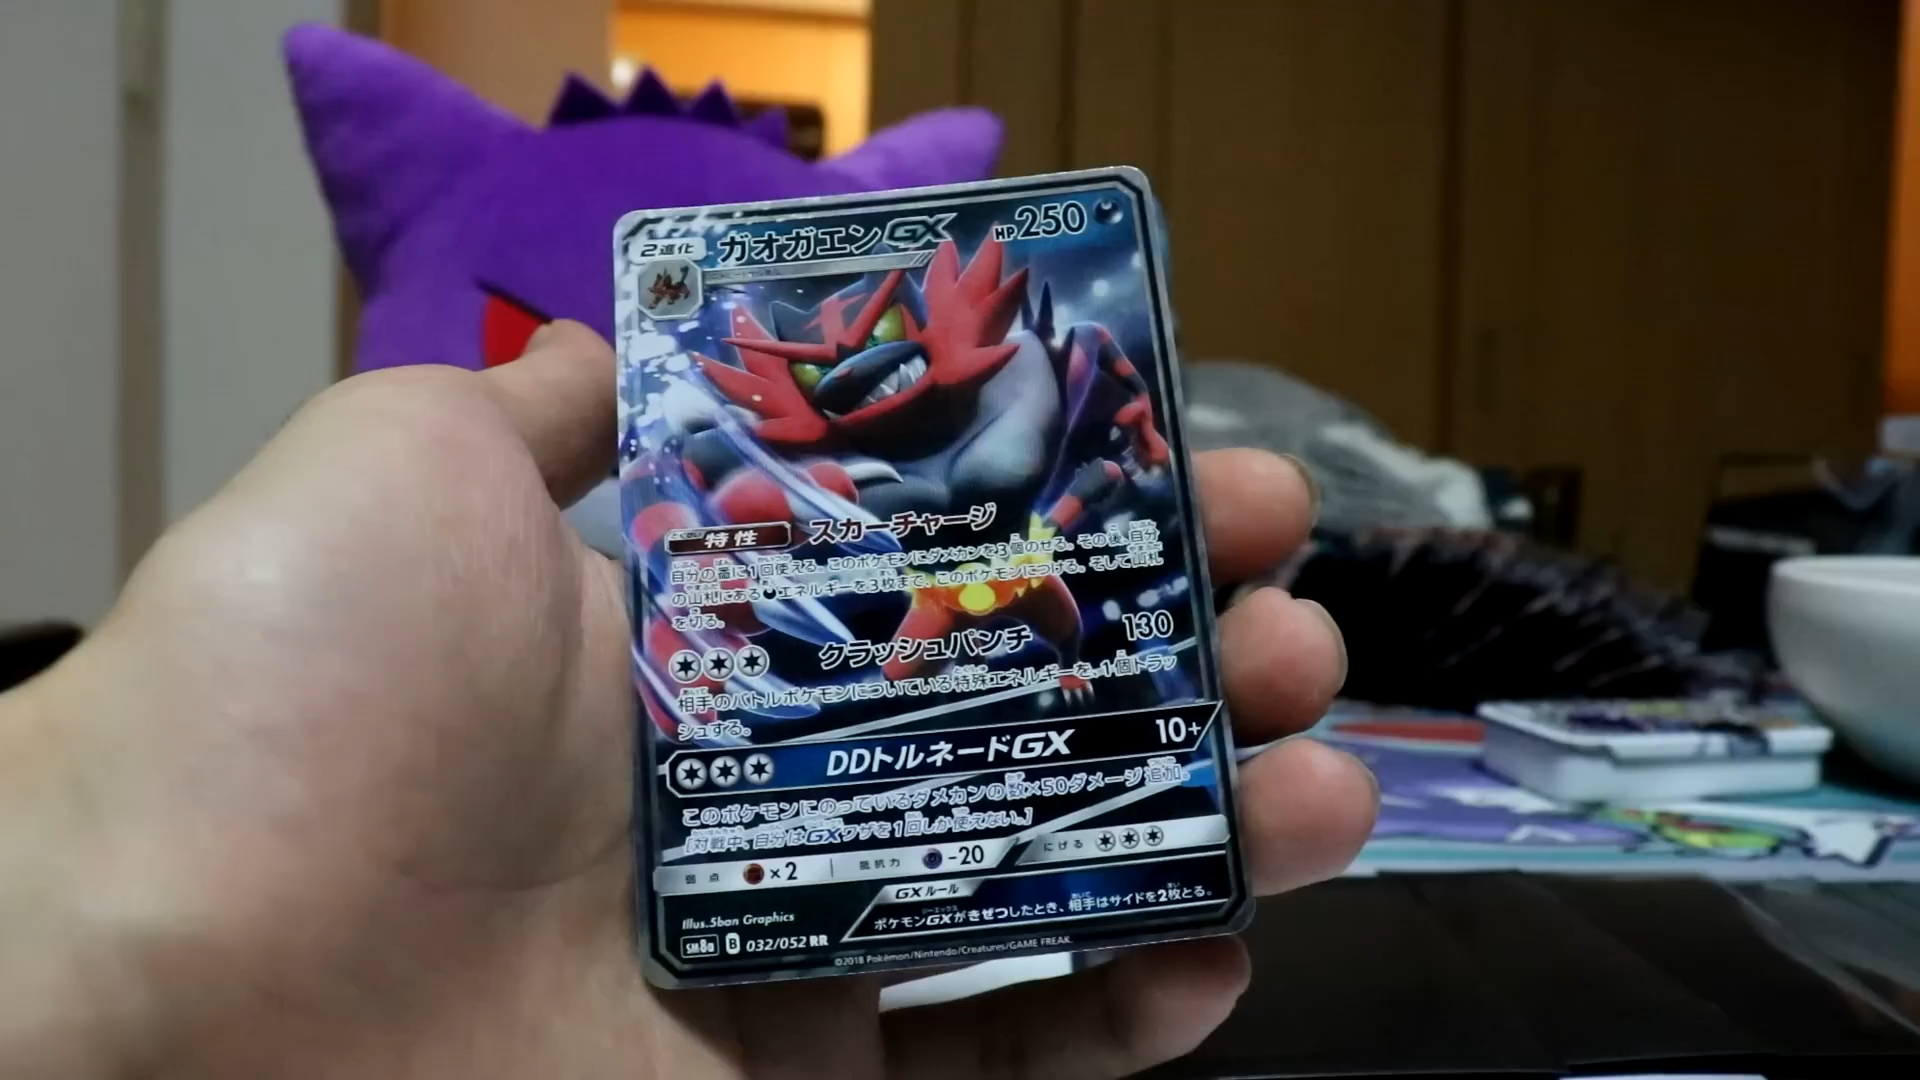 2進化 ガオガエンGX HP250
特性 スカーチャージ
自分の番に1回使える。このポケモンにダメカンを3個のせる。その後、自分
の山札にあるエネルギーを3枚まで、このポケモンにつける。そして山札
を切る。
クラッシュパンチ 130
相手のバトルポケモンについている特殊エネルギーを、1個トラッ
シュする。
DDトルネードGX 10+
このポケモンにのっているダメカンの数×50ダメージ追加。
[対戦中、自分はGXワザを1回しか使えない。]
弱点 ×2 抵抗力 -20 にげる
GXルール
ポケモンGXがきぜつしたとき、相手はサイドを2枚とる。
Illus.5ban Graphics
SM8a B 032/052 RR
©2018 Pokémon/Nintendo/Creatures/GAME FREAK.